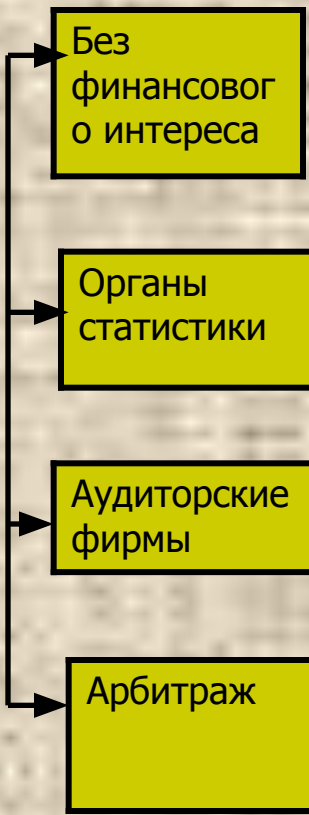 Без
финансовог
о интереса
Органы
статистики
Аудиторские
фирмы
Арбитраж